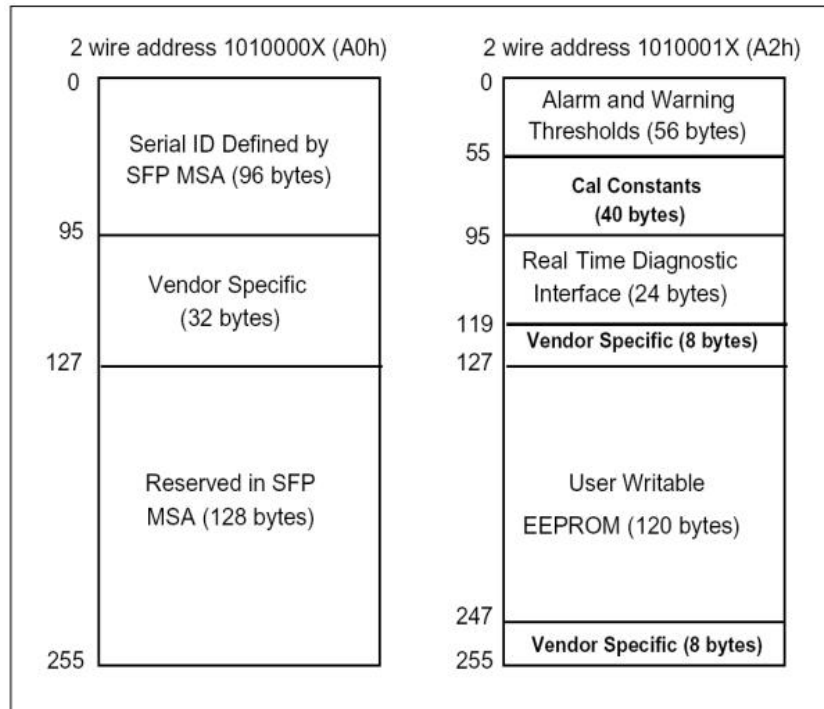 2 wire address 1010000X (A0h)
0
Serial ID Defined by
SFP MSA (96 bytes)
95
Vendor Specific
(32 bytes)
127
Reserved in SFP
MSA (128 bytes)
255
2 wire address 1010001X (A2h)
0
Alarm and Warning
Thresholds (56 bytes)
55
Cal Constants
(40 bytes)
95
Real Time Diagnostic
Interface (24 bytes)
119
Vendor Specific (8 bytes)
127
User Writable
EEPROM (120 bytes)
247
Vendor Specific (8 bytes)
255